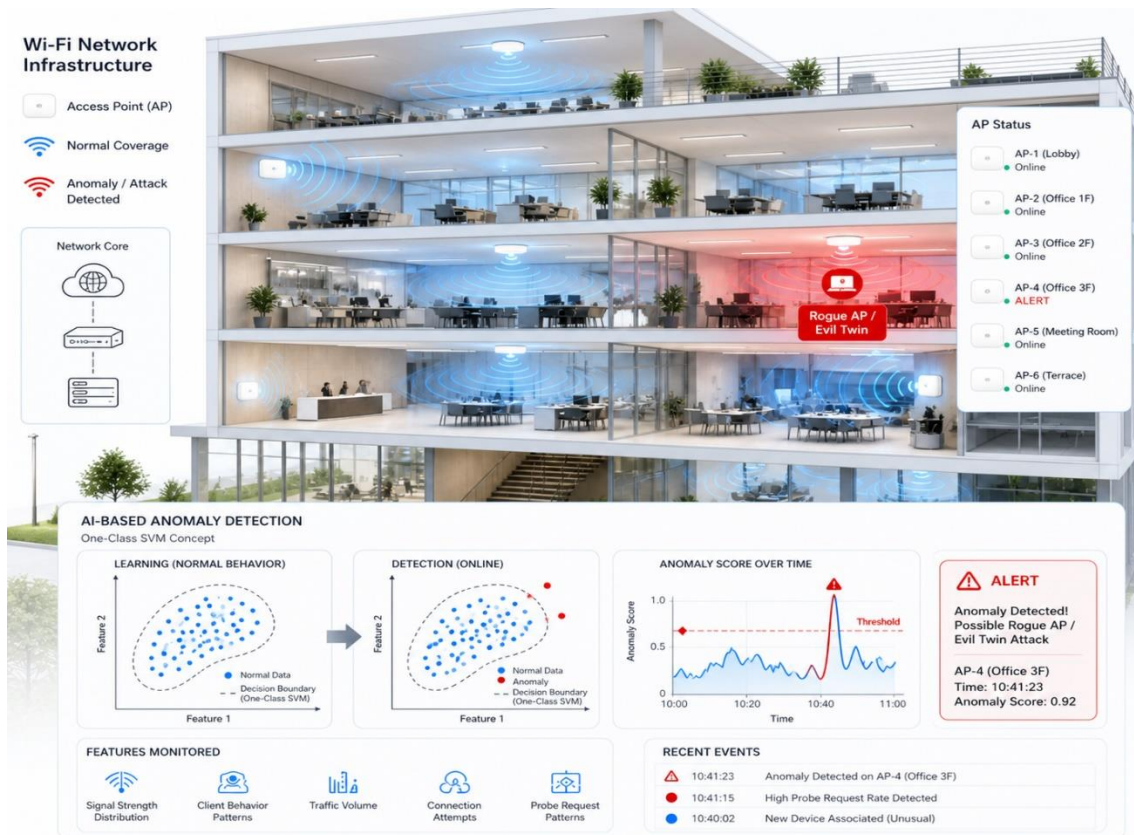 Wi-Fi Network
Infrastructure
Access Point (AP)
Normal Coverage
Anomaly / Attack
Detected
Network Core
AP Status
AP-1 (Lobby)
Online
AP-2 (Office 1F)
Online
AP-3 (Office 2F)
Online
AP-4 (Office 3F)
ALERT
AP-5 (Meeting Room)
Online
AP-6 (Terrace)
Online
Rogue AP /
Evil Twin
AI-BASED ANOMALY DETECTION
One-Class SVM Concept
LEARNING (NORMAL BEHAVIOR)
Feature 2
Normal Data
Decision Boundary
(One-Class SVM)
Feature 1
DETECTION (ONLINE)
Feature 2
Normal Data
Anomaly
Decision Boundary
(One-Class SVM)
Feature 1
ANOMALY SCORE OVER TIME
Anomaly Score
1.0
0.5
0
Threshold
10:00
10:20
10:40
11:00
Time
ALERT
Anomaly Detected!
Possible Rogue AP /
Evil Twin Attack
AP-4 (Office 3F)
Time: 10:41:23
Anomaly Score: 0.92
FEATURES MONITORED
Signal Strength
Distribution
Client Behavior
Patterns
Traffic Volume
Connection
Attempts
Probe Request
Patterns
RECENT EVENTS
10:41:23 Anomaly Detected on AP-4 (Office 3F)
10:41:15 High Probe Request Rate Detected
10:40:02 New Device Associated (Unusual)